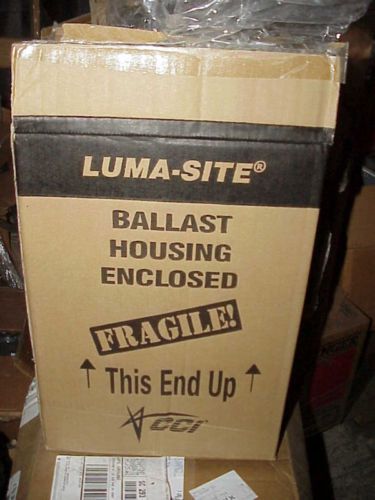 LUMA-SITE®
BALLAST
HOUSING
ENCLOSED
FRAGILE!
This End Up
CCI